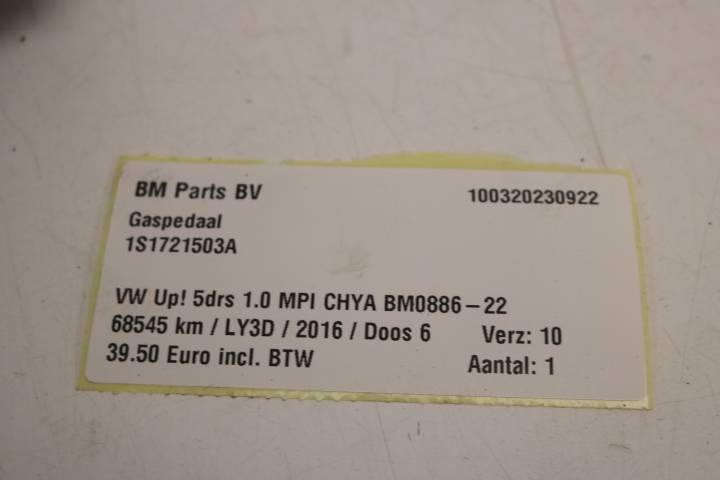 BM Parts BV 100320230922
Gaspedaal
1S1721503A
VW Up! 5drs 1.0 MPI CHYA BM0886-22
68545 km / LY3D / 2016 / Doos 6 Verz: 10
39.50 Euro incl. BTW Aantal: 1